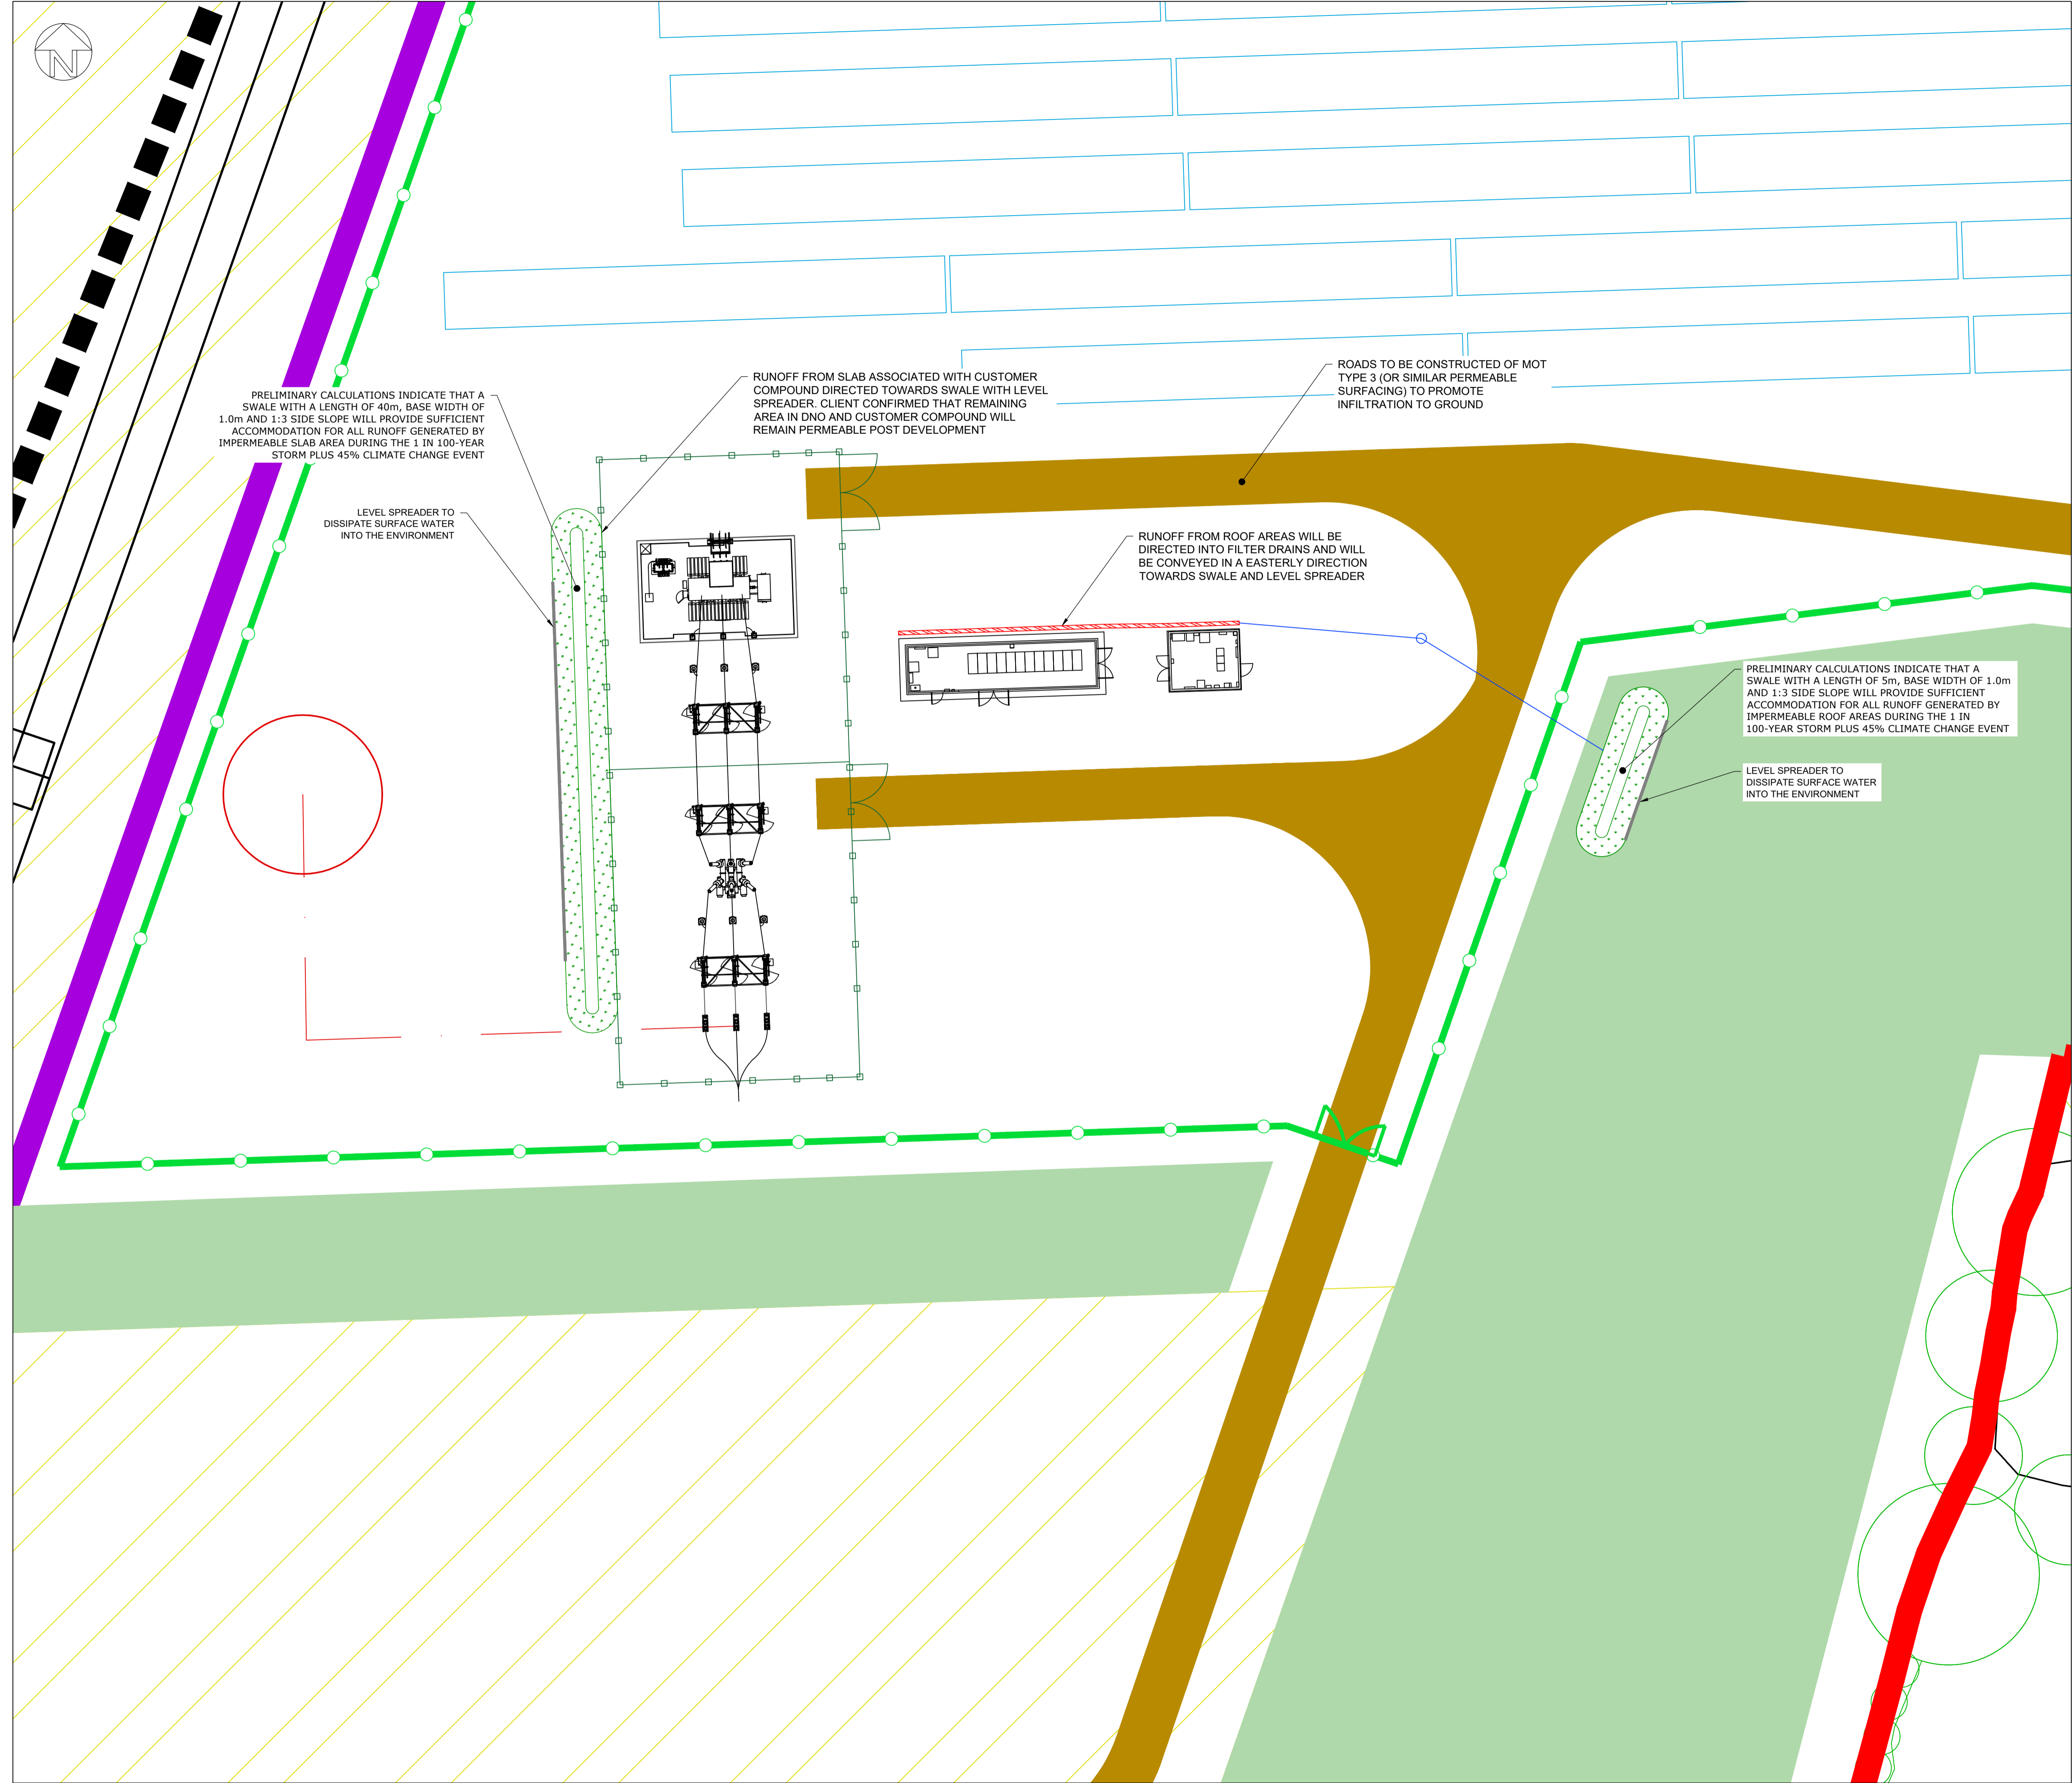 N
PRELIMINARY CALCULATIONS INDICATE THAT A
SWALE WITH A LENGTH OF 40m, BASE WIDTH OF
1.0m AND 1:3 SIDE SLOPE WILL PROVIDE SUFFICIENT
ACCOMMODATION FOR ALL RUNOFF GENERATED BY
IMPERMEABLE SLAB AREA DURING THE 1 IN 100-YEAR
STORM PLUS 45% CLIMATE CHANGE EVENT
RUNOFF FROM SLAB ASSOCIATED WITH CUSTOMER
COMPOUND DIRECTED TOWARDS SWALE WITH LEVEL
SPREADER. CLIENT CONFIRMED THAT REMAINING
AREA IN DNO AND CUSTOMER COMPOUND WILL
REMAIN PERMEABLE POST DEVELOPMENT
ROADS TO BE CONSTRUCTED OF MOT
TYPE 3 (OR SIMILAR PERMEABLE
SURFACING) TO PROMOTE
INFILTRATION TO GROUND
LEVEL SPREADER TO
DISSIPATE SURFACE WATER
INTO THE ENVIRONMENT
RUNOFF FROM ROOF AREAS WILL BE
DIRECTED INTO FILTER DRAINS AND WILL
BE CONVEYED IN A EASTERLY DIRECTION
TOWARDS SWALE AND LEVEL SPREADER
PRELIMINARY CALCULATIONS INDICATE THAT A
SWALE WITH A LENGTH OF 5m, BASE WIDTH OF 1.0m
AND 1:3 SIDE SLOPE WILL PROVIDE SUFFICIENT
ACCOMMODATION FOR ALL RUNOFF GENERATED BY
IMPERMEABLE ROOF AREAS DURING THE 1 IN
100-YEAR STORM PLUS 45% CLIMATE CHANGE EVENT
LEVEL SPREADER TO
DISSIPATE SURFACE WATER
INTO THE ENVIRONMENT